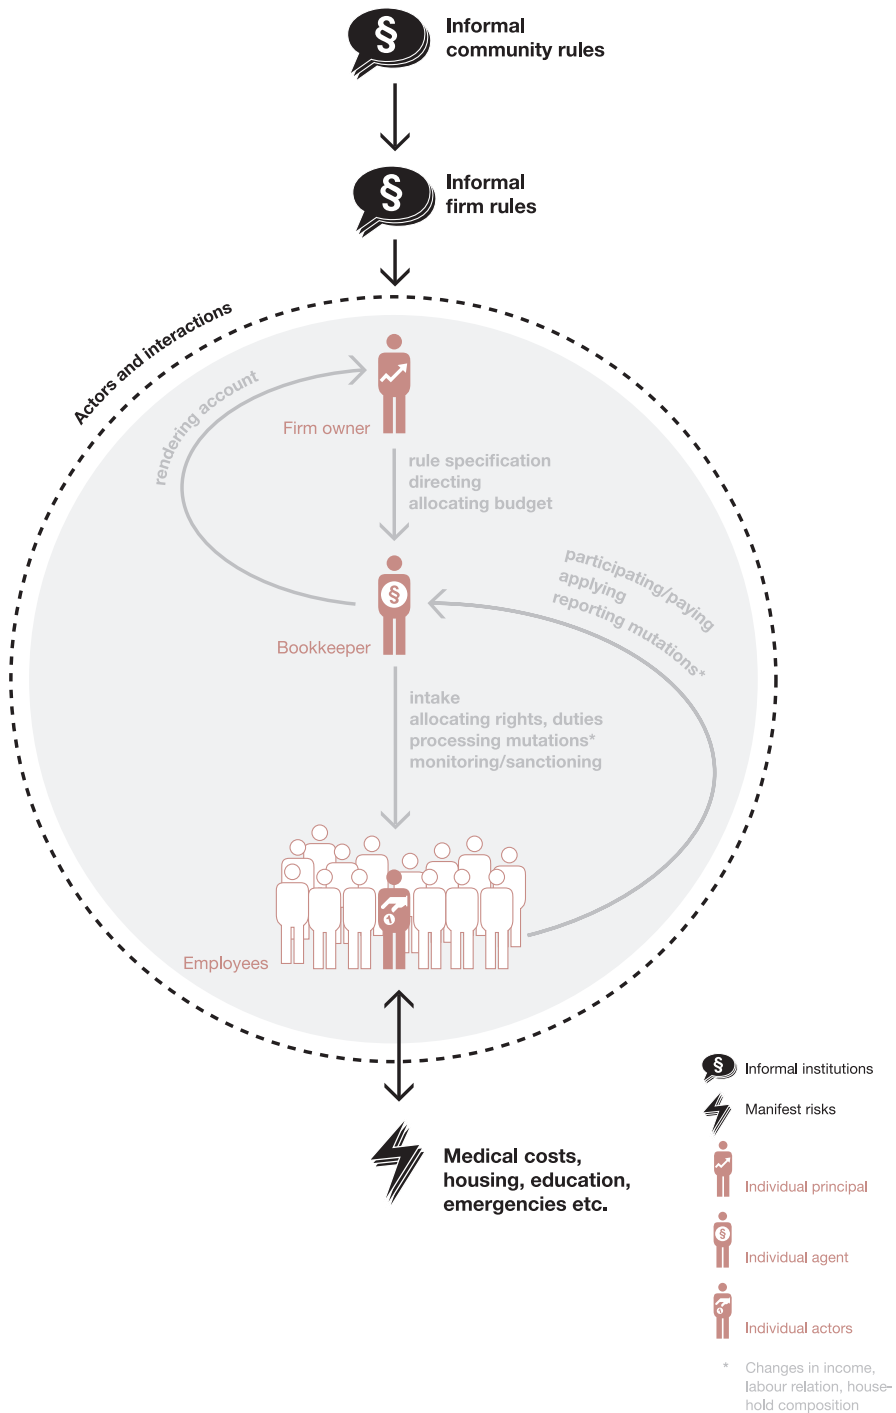 Informal
community rules
Informal
firm rules
Actors and interactions
rendering account
Firm owner
rule specification
directing
allocating budget
participating/paying
applying
reporting mutations*
Bookkeeper
intake
allocating rights, duties
processing mutations*
monitoring/sanctioning
Employees
Medical costs,
housing, education,
emergencies etc.
§ Informal institutions
Manifest risks
Individual principal
Individual agent
Individual actors
* Changes in income,
labour relation, house-
hold composition